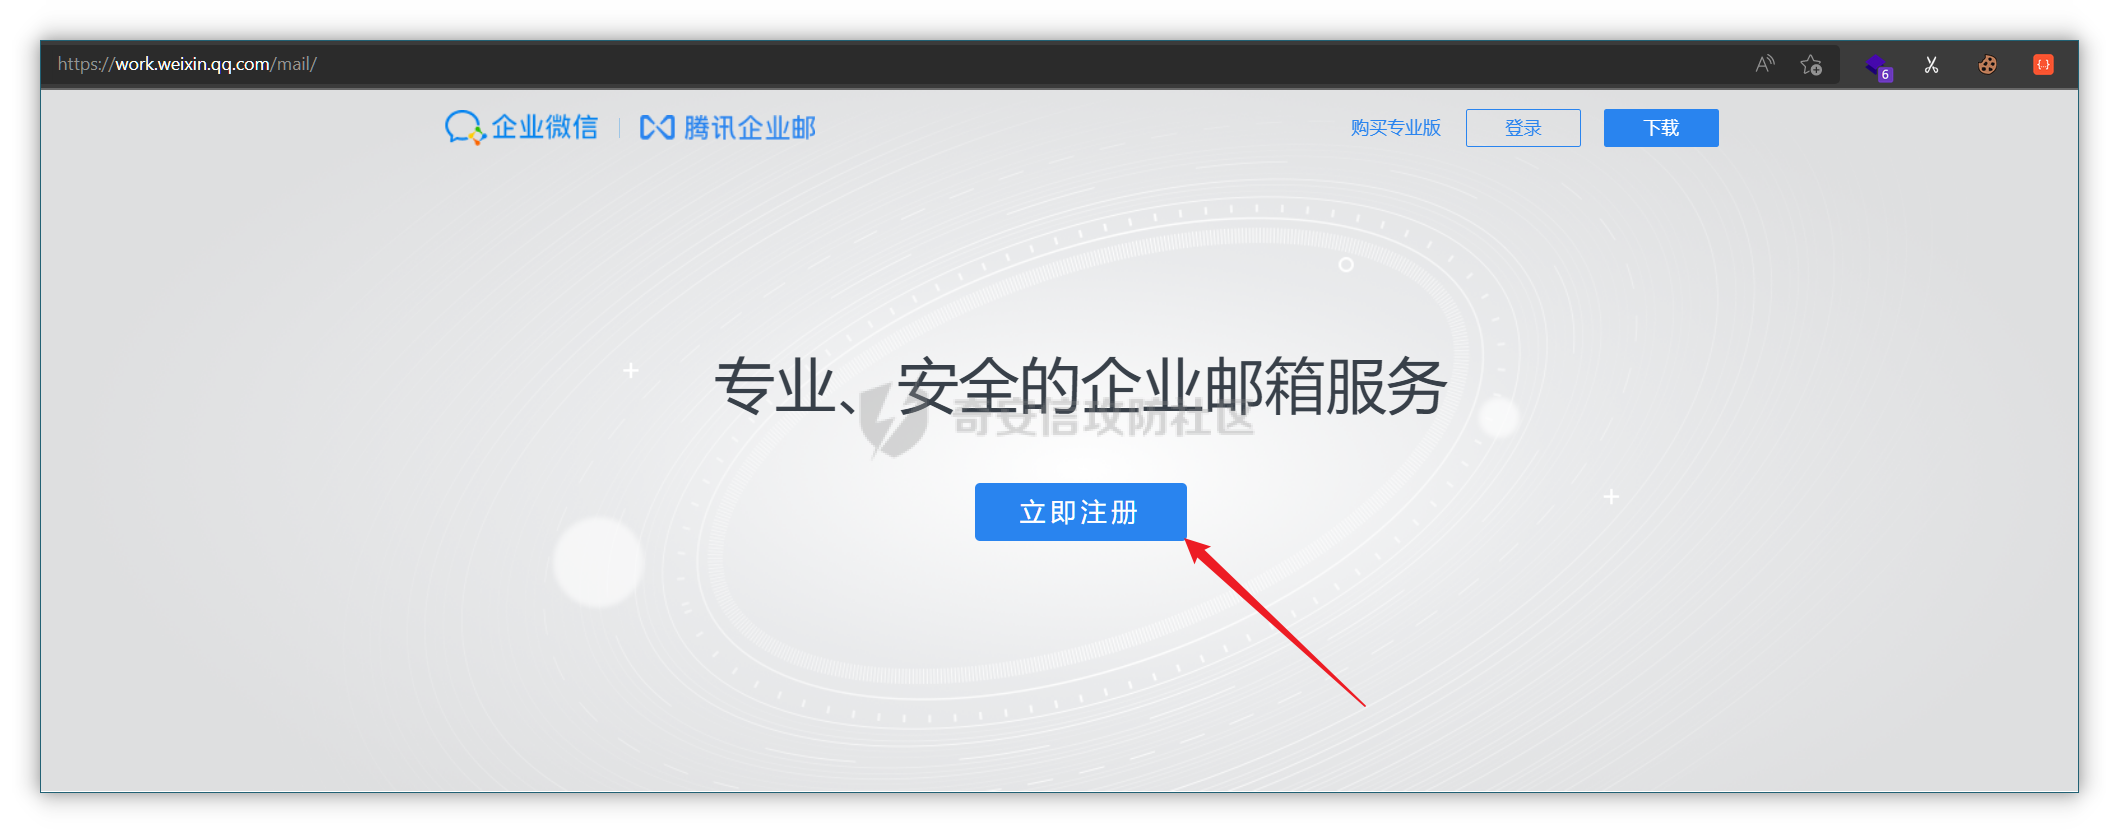 https://work.weixin.qq.com/mail/
6
企业微信 | 腾讯企业邮
购买专业版 登录 下载
专业、安全的企业邮箱服务
奇安信攻防社区
立即注册